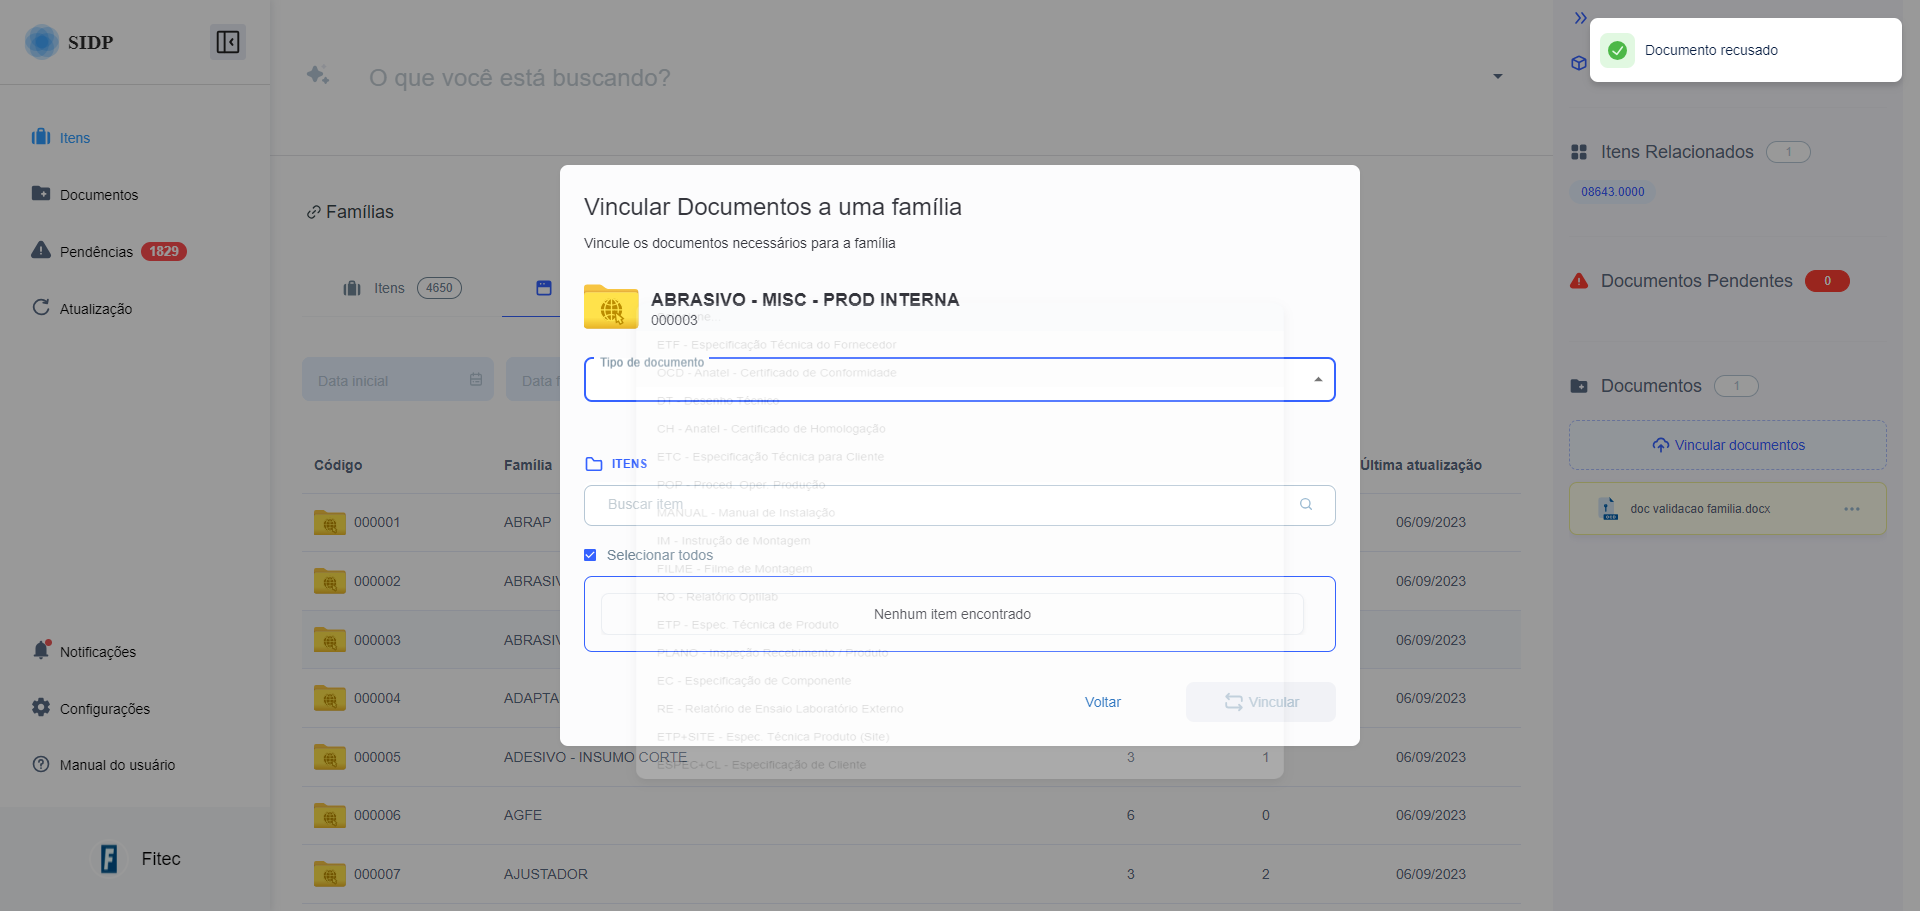 SIDP
Itens
Documentos
Pendências 1829
Atualização
Notificações
Configurações
Manual do usuário
Fitec
O que você está buscando?
Famílias
Itens 4650
Data inicial
Data f
Código Família Última atualização
000001 ABRAP 06/09/2023
000002 ABRASIV 06/09/2023
000003 ABRASIV 06/09/2023
000004 ADAPTA 06/09/2023
000005 ADESIVO - INSUMO CORTE 3 1 06/09/2023
000006 AGFE 6 0 06/09/2023
000007 AJUSTADOR 3 2 06/09/2023
Vincular Documentos a uma família
Vincule os documentos necessários para a família
ABRASIVO - MISC - PROD INTERNA
000003
Tipo de documento
ETF - Especificação Técnica do Fornecedor
OCD - Anatel - Certificado de Conformidade
DT - Desenho Técnico
CH - Anatel - Certificado de Homologação
ETC - Especificação Técnica para Cliente
POP - Proced. Oper. Produção
MANUAL - Manual de Instalação
IM - Instrução de Montagem
FILME - Filme de Montagem
RO - Relatório Optilab
ETP - Espec. Técnica de Produto
PLANO - Inspeção Recebimento / Produto
EC - Especificação de Componente
RE - Relatório de Ensaio Laboratório Externo
ETP+SITE - Espec. Técnica Produto (Site)
ESPEC+CL - Especificação de Cliente
ITENS
Buscar item
Selecionar todos
Nenhum item encontrado
Voltar
Vincular
Documento recusado
Itens Relacionados 1
08643.0000
Documentos Pendentes 0
Documentos 1
Vincular documentos
doc validacao familia.docx